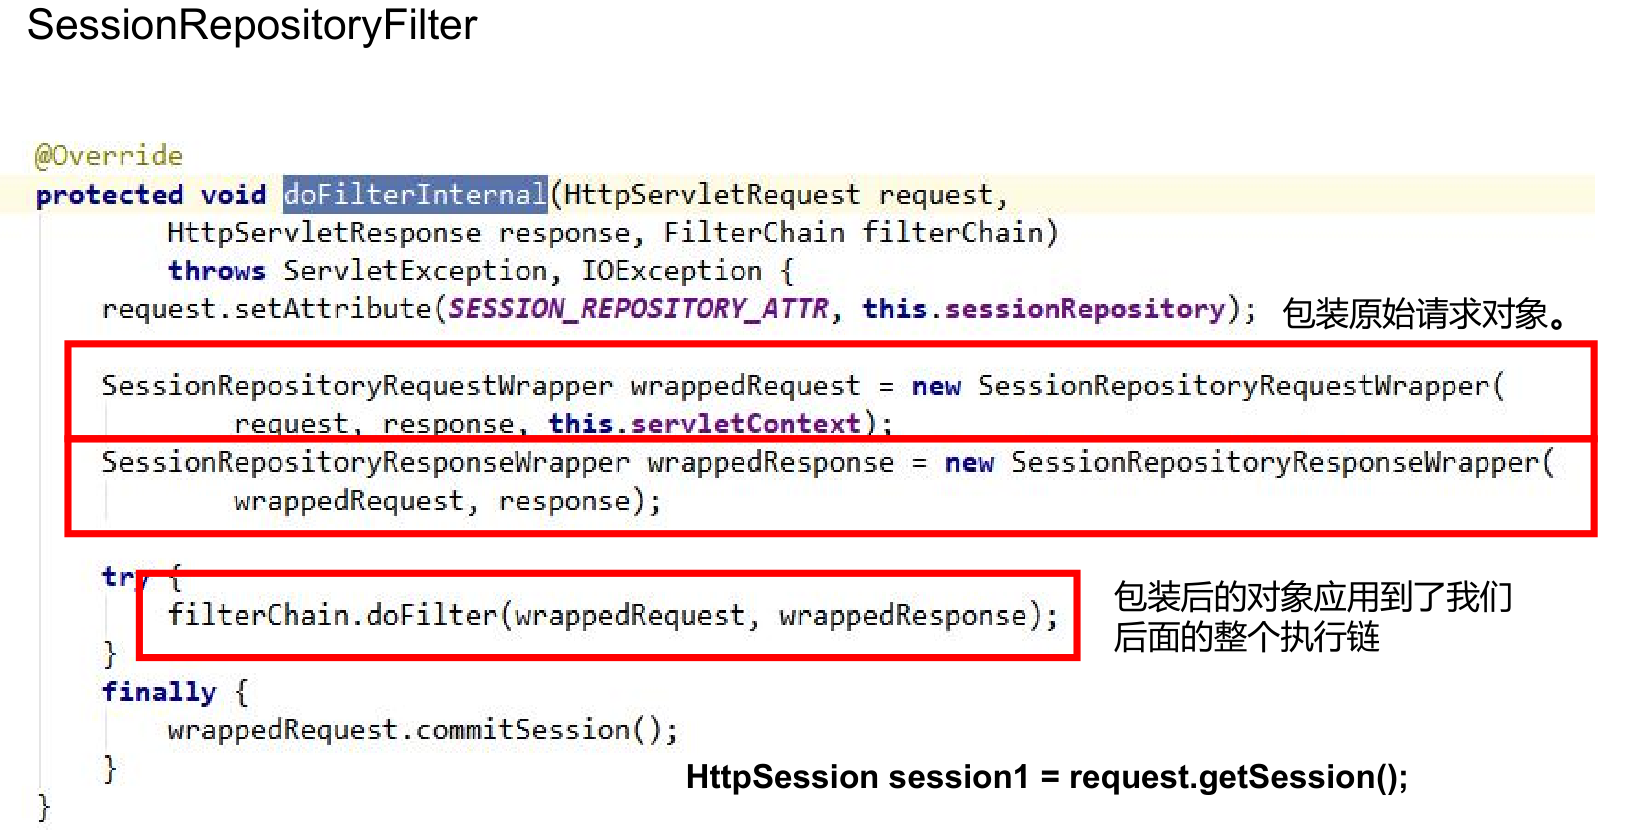 SessionRepositoryFilter
@Override
protected void doFilterInternal(HttpServletRequest request,
HttpServletResponse response, FilterChain filterChain)
throws ServletException, IOException {
request.setAttribute(SESSION_REPOSITORY_ATTR, this.sessionRepository);
包装原始请求对象。
SessionRepositoryRequestWrapper wrappedRequest = new SessionRepositoryRequestWrapper(
request, response, this.servletContext);
SessionRepositoryResponseWrapper wrappedResponse = new SessionRepositoryResponseWrapper(
wrappedRequest, response);
try {
filterChain.doFilter(wrappedRequest, wrappedResponse);
包装后的对象应用到了我们
后面的整个执行链
}
finally {
wrappedRequest.commitSession();
}
HttpSession session1 = request.getSession();
}